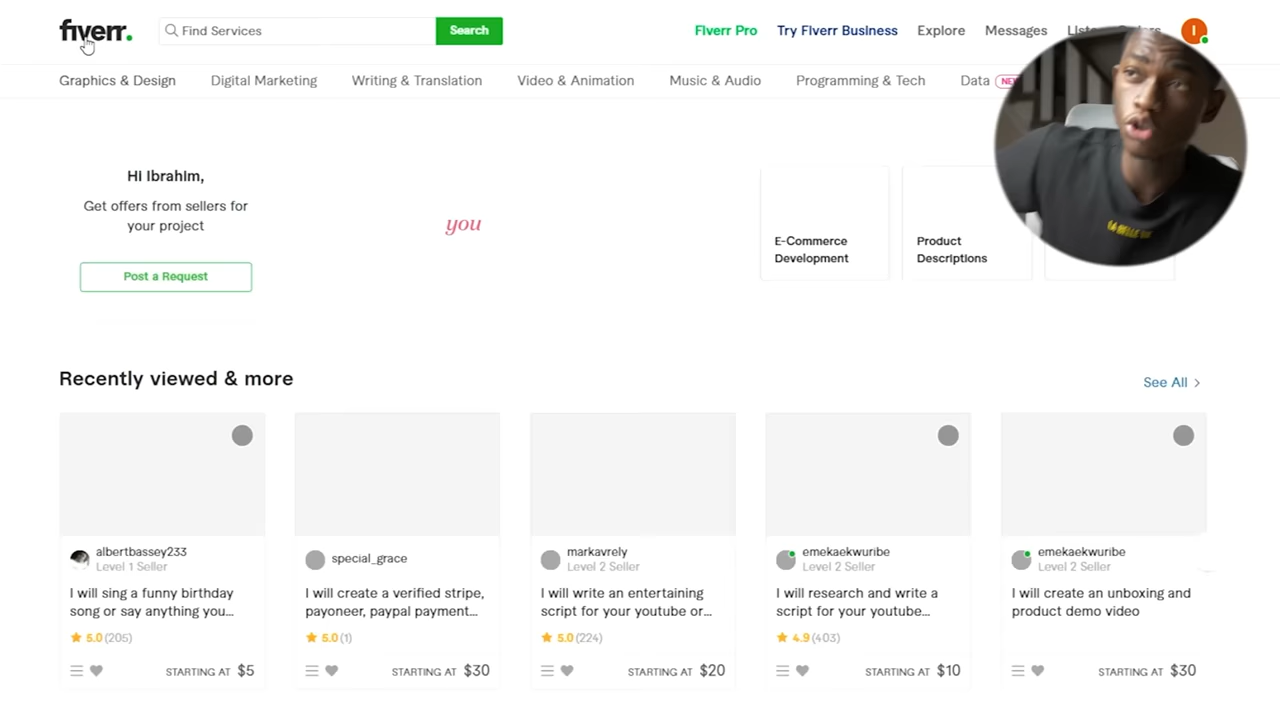 fiverr.
Find Services
Search
Fiverr Pro
Try Fiverr Business
Explore
Messages
Graphics & Design
Digital Marketing
Writing & Translation
Video & Animation
Music & Audio
Programming & Tech
Data
Hi Ibrahim,
Get offers from sellers for
your project
Post a Request
you
E-Commerce
Development
Product
Descriptions
I
Recently viewed & more
See All
albertbassey233
Level 1 Seller
I will sing a funny birthday
song or say anything you...
5.0 (205)
STARTING AT $5
special_grace
I will create a verified stripe,
payoneer, paypal payment...
5.0 (1)
STARTING AT $30
markavrely
Level 2 Seller
I will write an entertaining
script for your youtube or...
5.0 (224)
STARTING AT $20
emekaekwuribe
Level 2 Seller
I will research and write a
script for your youtube...
4.9 (403)
STARTING AT $10
emekaekwuribe
Level 2 Seller
I will create an unboxing and
product demo video
STARTING AT $30